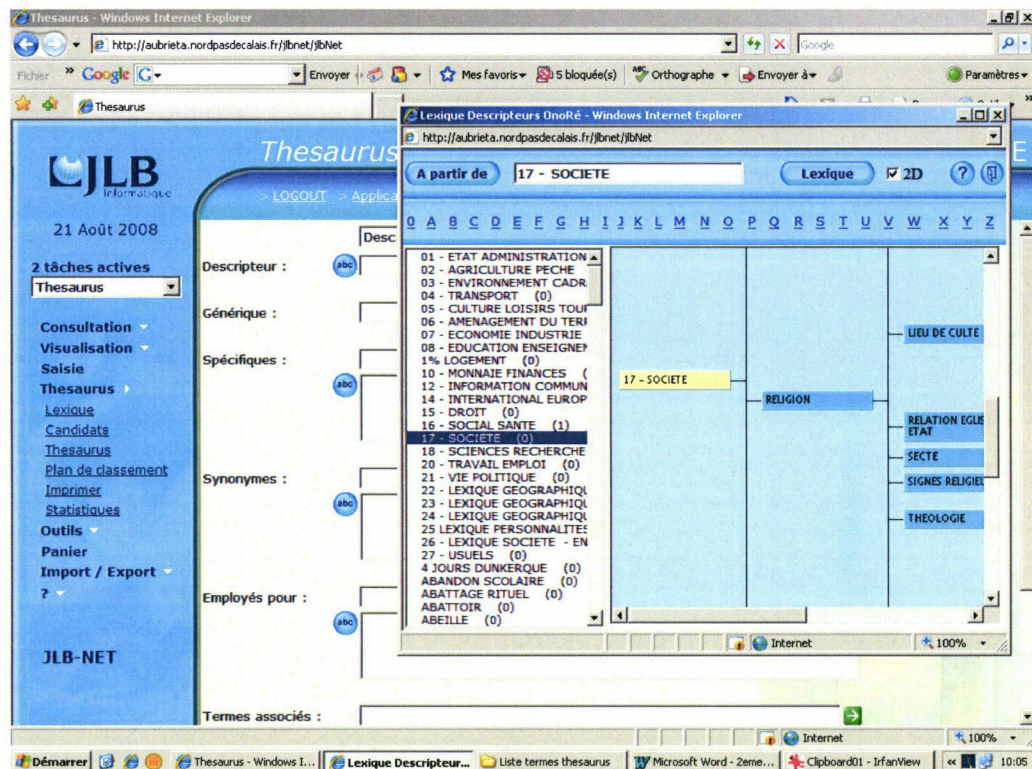 Thesaurus - Windows Internet Explorer
http://aubrieta.nordpasdecalais.fr/jlbnet/jlbNet
Google
Fichier » Google G Envoyer Mes favoris 5 bloquée(s) Orthographe Envoyer à Paramètres
Thesaurus
JLB
informatique
21 Août 2008
2 tâches actives
Thesaurus
Consultation
Visualisation
Saisie
Thesaurus
Lexique
Candidats
Thesaurus
Plan de classement
Imprimer
Statistiques
Outils
Panier
Import / Export
?
JLB-NET
Thesaurus
E
> LOGOUT > Applica
Desc
Descripteur :
abc
Générique :
Spécifiques :
abc
Synonymes :
abc
Employés pour :
abc
Termes associés :
Lexique Descripteurs OnoRé - Windows Internet Explorer
http://aubrieta.nordpasdecalais.fr/jlbnet/jlbNet
A partir de 17 - SOCIETE Lexique 2D ?
0 A B C D E F G H I J K L M N O P Q R S T U V W X Y Z
01 - ETAT ADMINISTRATION
02 - AGRICULTURE PECHE
03 - ENVIRONNEMENT CADR
04 - TRANSPORT (0)
05 - CULTURE LOISIRS TOUR
06 - AMENAGEMENT DU TERR
07 - ECONOMIE INDUSTRIE
08 - EDUCATION ENSEIGNEM
1% LOGEMENT (0)
10 - MONNAIE FINANCES (
12 - INFORMATION COMMUN
14 - INTERNATIONAL EUROP
15 - DROIT (0)
16 - SOCIAL SANTE (1)
17 - SOCIETE (0)
18 - SCIENCES RECHERCHE
20 - TRAVAIL EMPLOI (0)
21 - VIE POLITIQUE (0)
22 - LEXIQUE GEOGRAPHIQU
23 - LEXIQUE GEOGRAPHIQU
24 - LEXIQUE GEOGRAPHIQU
25 LEXIQUE PERSONNALITES
26 - LEXIQUE SOCIETE - EN
27 - USUELS (0)
4 JOURS DUNKERQUE (0)
ABANDON SCOLAIRE (0)
ABATTAGE RITUEL (0)
ABATTOIR (0)
ABEILLE (0)
17 - SOCIETE
RELIGION
LIEU DE CULTE
RELATION EGLIS
ETAT
SECTE
SIGNES RELIGIEU
THEOLOGIE
Internet 100%
Internet 100%
Démarrer Thesaurus - Windows I... Lexique Descripteur... Liste termes thesaurus Microsoft Word - 2eme... Clipboard01 - IrfanView « 10:05